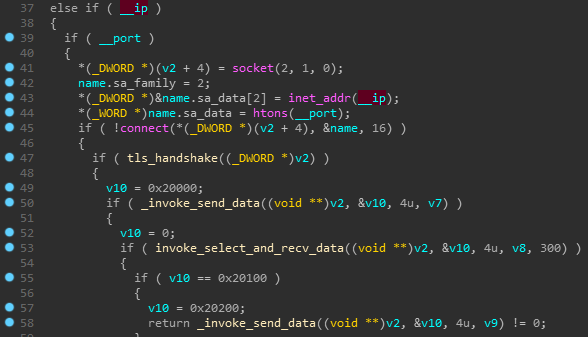 37 else if ( __ip )
38 {
39 if ( __port )
40 {
41 *(_DWORD *)(v2 + 4) = socket(2, 1, 0);
42 name.sa_family = 2;
43 *(_DWORD *)&name.sa_data[2] = inet_addr(__ip);
44 *(_WORD *)name.sa_data = htons(__port);
45 if ( !connect(*(_DWORD *)(v2 + 4), &name, 16) )
46 {
47 if ( tls_handshake((_DWORD *)v2) )
48 {
49 v10 = 0x20000;
50 if ( _invoke_send_data((void **)v2, &v10, 4u, v7) )
51 {
52 v10 = 0;
53 if ( invoke_select_and_recv_data((void **)v2, &v10, 4u, v8, 300) )
54 {
55 if ( v10 == 0x20100 )
56 {
57 v10 = 0x20200;
58 return _invoke_send_data((void **)v2, &v10, 4u, v9) != 0;